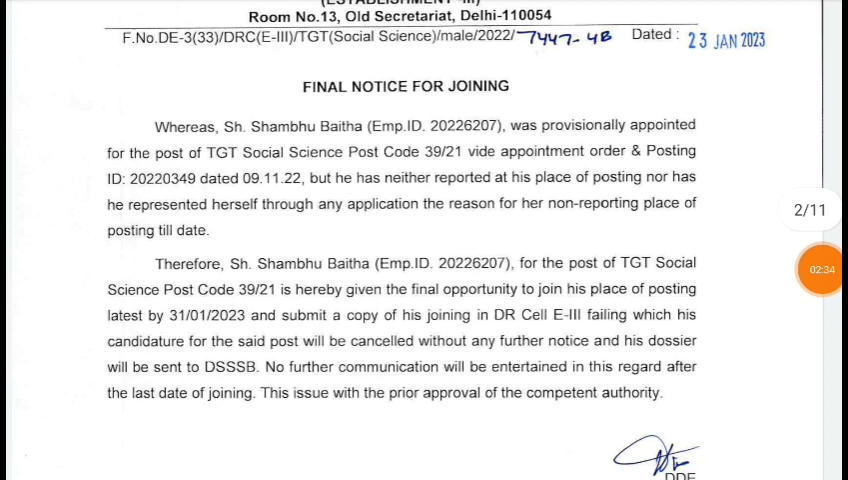 (ESTABLISHMENT -III)
Room No.13, Old Secretariat, Delhi-110054
F.No.DE-3(33)/DRC(E-III)/TGT(Social Science)/male/2022/ 7447-48 Dated : 23 JAN 2023
FINAL NOTICE FOR JOINING
Whereas, Sh. Shambhu Baitha (Emp.ID. 20226207), was provisionally appointed
for the post of TGT Social Science Post Code 39/21 vide appointment order & Posting
ID: 20220349 dated 09.11.22, but he has neither reported at his place of posting nor has
he represented herself through any application the reason for her non-reporting place of
posting till date.
Therefore, Sh. Shambhu Baitha (Emp.ID. 20226207), for the post of TGT Social
Science Post Code 39/21 is hereby given the final opportunity to join his place of posting
latest by 31/01/2023 and submit a copy of his joining in DR Cell E-III failing which his
candidature for the said post will be cancelled without any further notice and his dossier
will be sent to DSSSB. No further communication will be entertained in this regard after
the last date of joining. This issue with the prior approval of the competent authority.
DDE
2/11
02:34